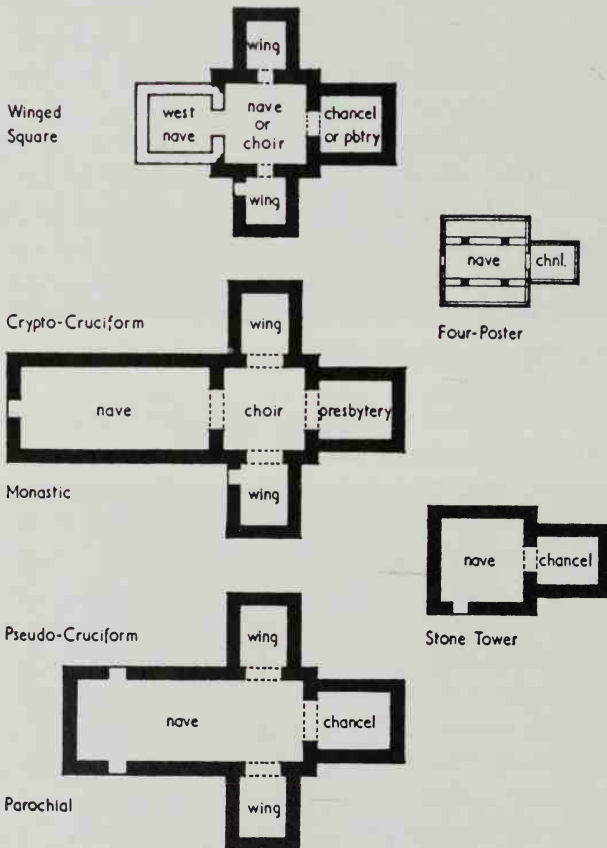 wing
Winged
Square
west
nave
nave
or
choir
chancel
or pbtry
wing
nave
chnl.
Four-Poster
Crypto-Cruciform
wing
nave
choir
presbytery
Monastic
wing
nave
chancel
Stone Tower
Pseudo-Cruciform
wing
nave
chancel
Parochial
wing